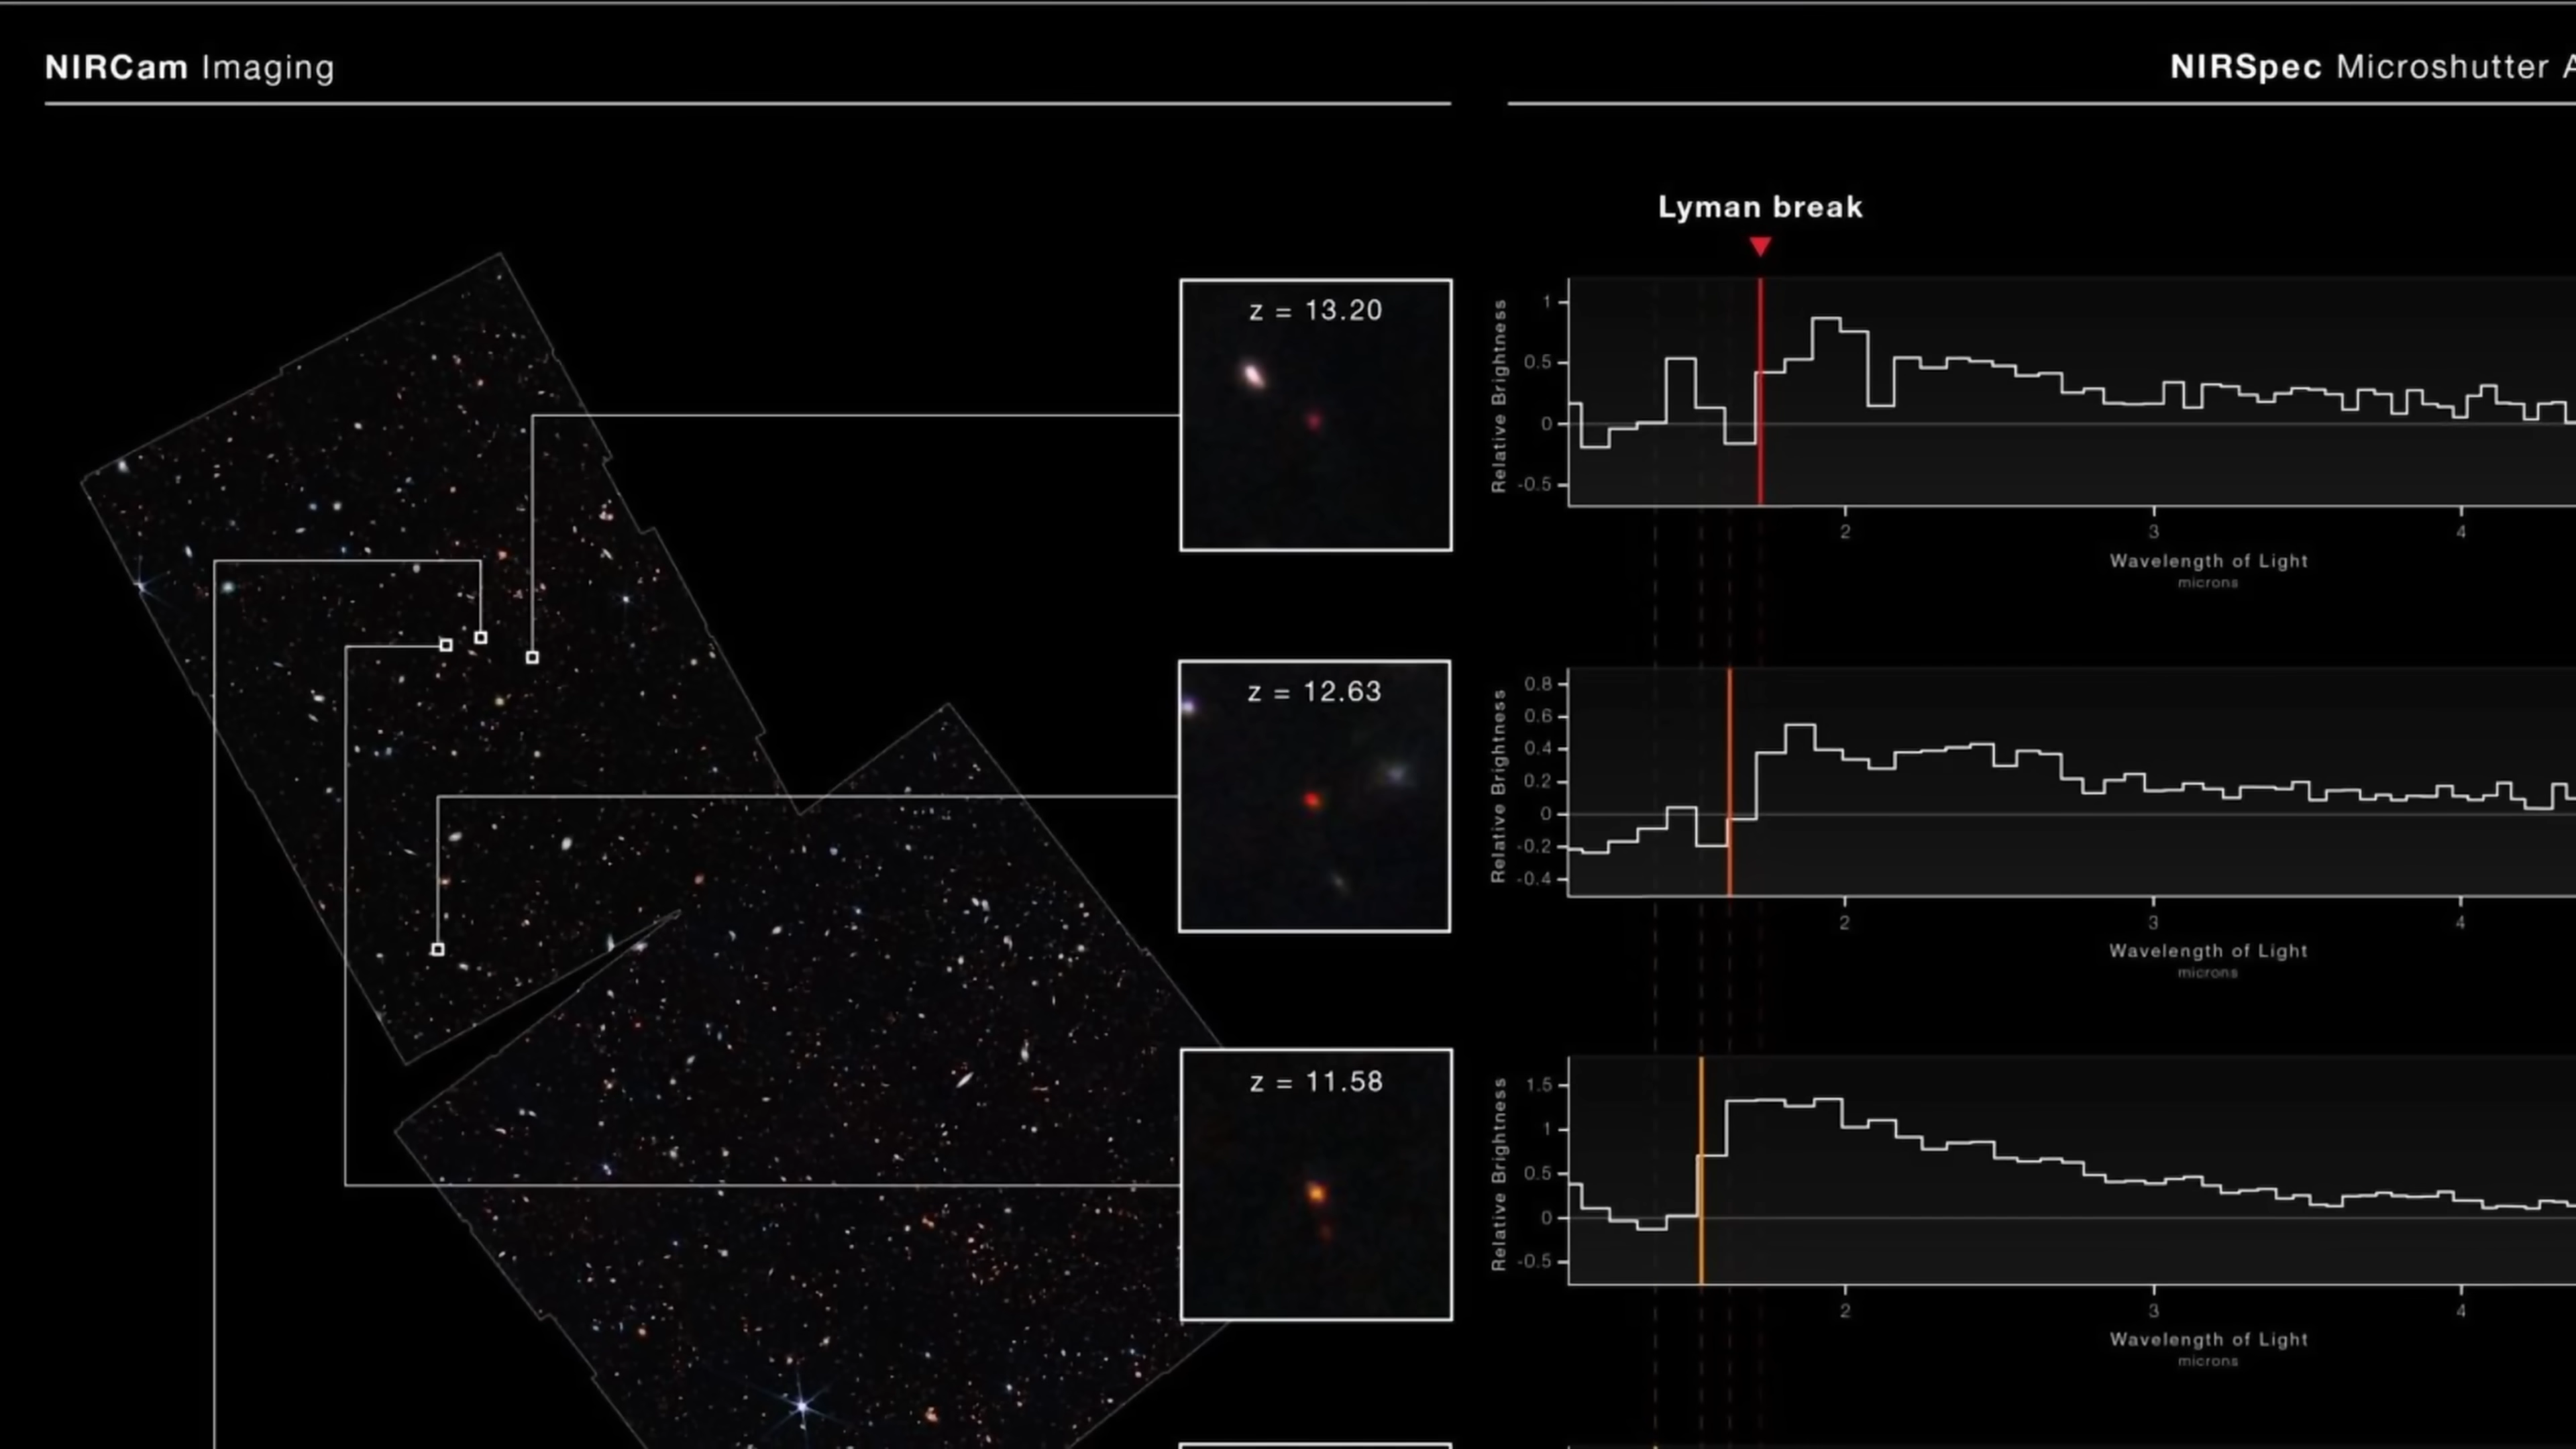 NIRCam Imaging
NIRSpec Microshutter A
Lyman break
z = 13.20
Relative Brightness
1
0.5
0
-0.5
2
3
4
Wavelength of Light
microns
z = 12.63
Relative Brightness
0.8
0.6
0.4
0.2
0
-0.2
-0.4
2
3
4
Wavelength of Light
microns
z = 11.58
Relative Brightness
1.5
1
0.5
0
-0.5
2
3
4
Wavelength of Light
microns